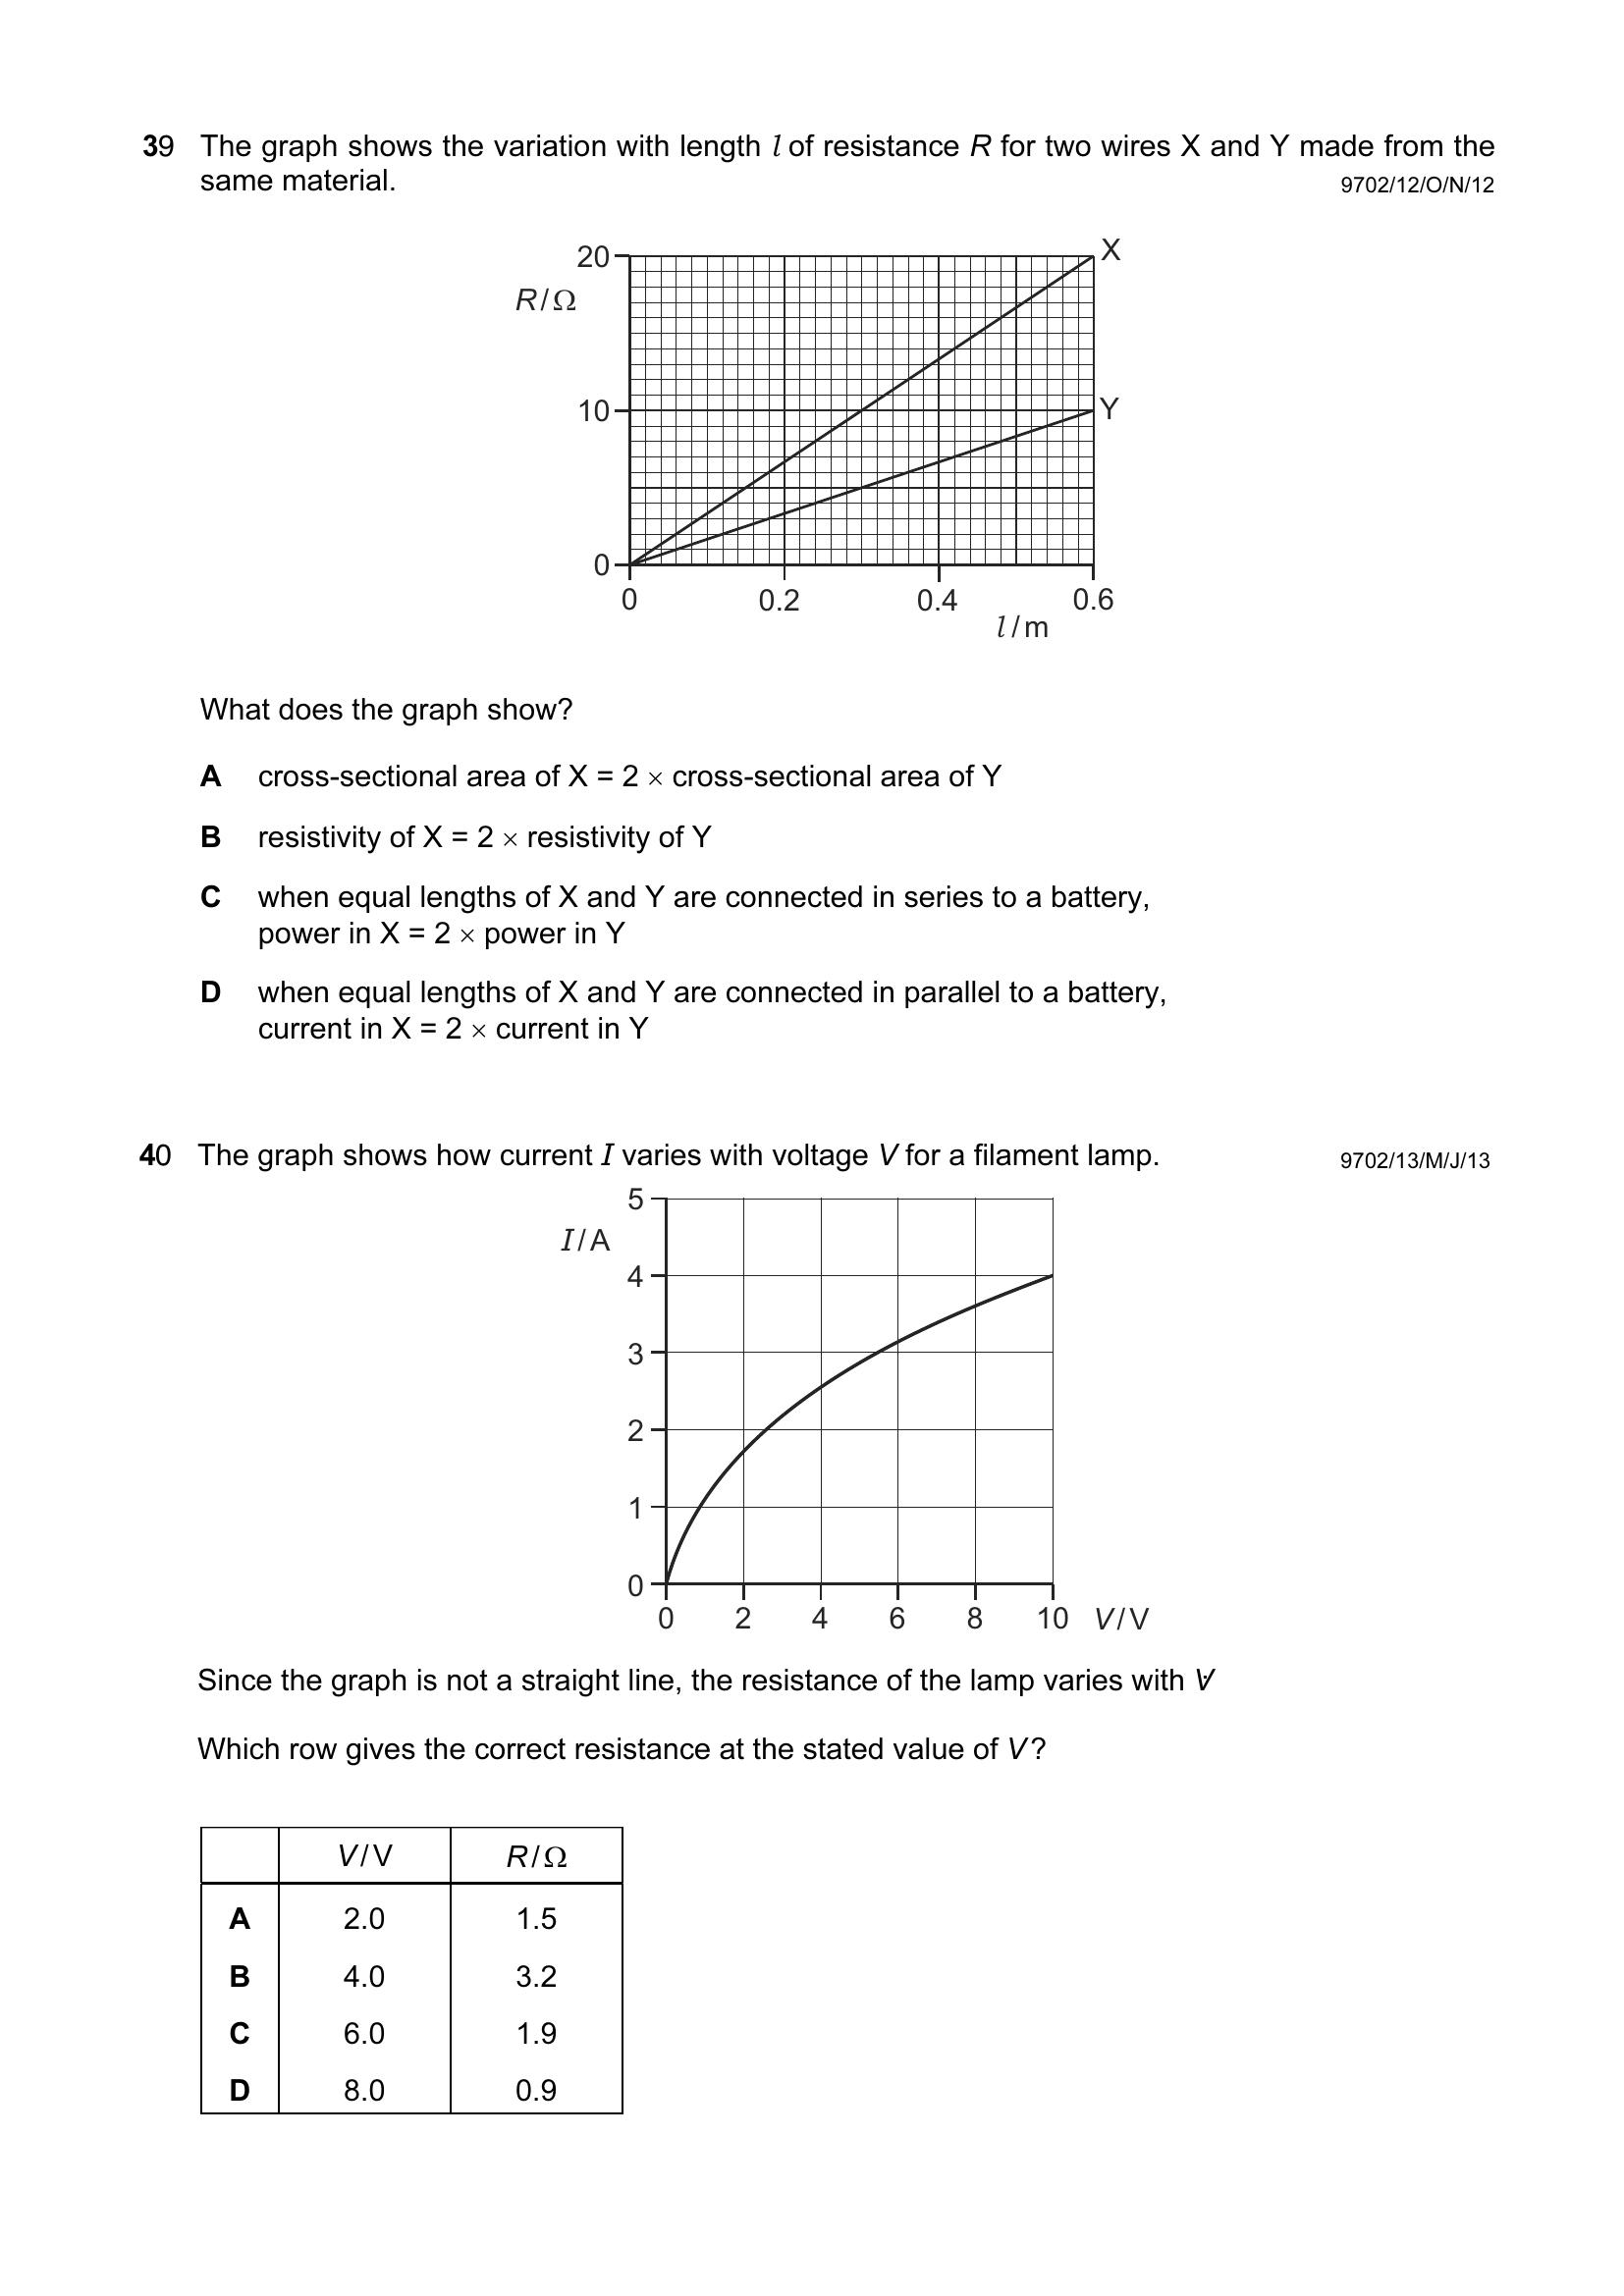 39 The graph shows the variation with length l of resistance R for two wires X and Y made from the
same material. 9702/12/O/N/12
20
X
R/Ω
10
Y
0
0 0.2 0.4 0.6
l/m
What does the graph show?
A cross-sectional area of X = 2 × cross-sectional area of Y
B resistivity of X = 2 × resistivity of Y
C when equal lengths of X and Y are connected in series to a battery,
power in X = 2 × power in Y
D when equal lengths of X and Y are connected in parallel to a battery,
current in X = 2 × current in Y
40 The graph shows how current I varies with voltage V for a filament lamp. 9702/13/M/J/13
5
I/A
4
3
2
1
0
0 2 4 6 8 10 V/V
Since the graph is not a straight line, the resistance of the lamp varies with V.
Which row gives the correct resistance at the stated value of V?
V/V R/Ω
A 2.0 1.5
B 4.0 3.2
C 6.0 1.9
D 8.0 0.9